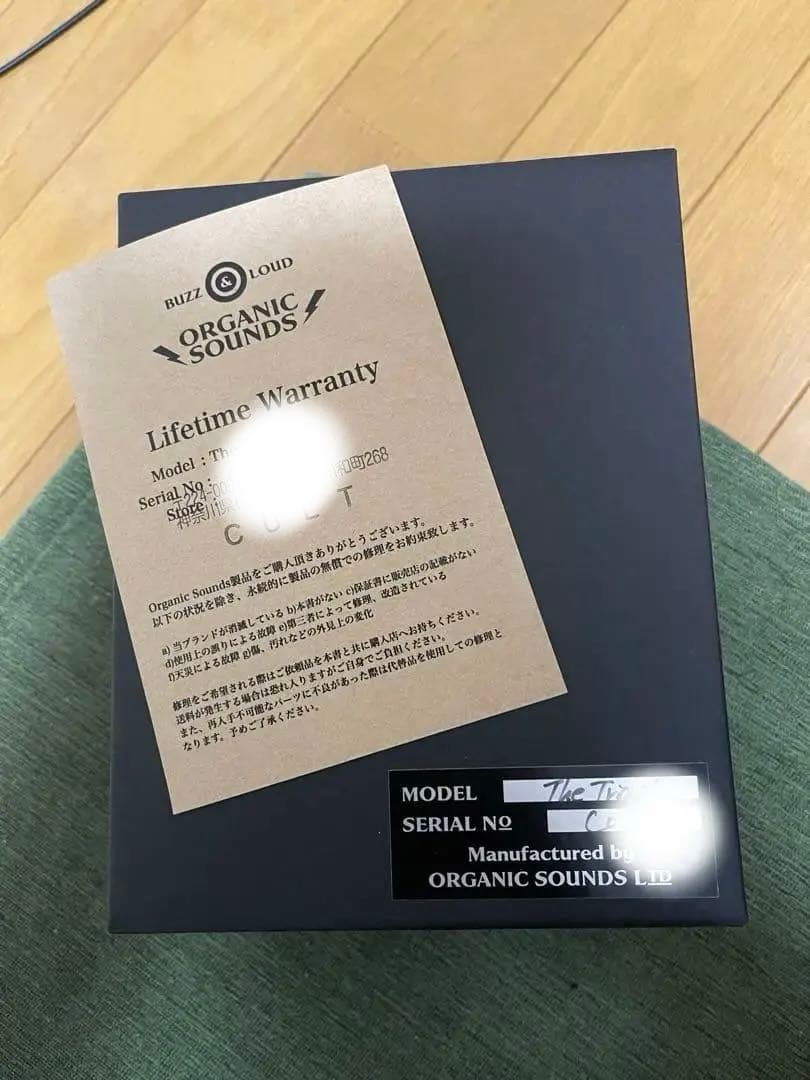 BUZZ & LOUD
ORGANIC
SOUNDS
Lifetime Warranty
Model : Th
Serial No :
Store :
〒224-00
神奈川県 和町268
C U L T
Organic Sounds製品をご購入頂きありがとうございます。
以下の状況を除き、永続的に製品の無償での修理をお約束致します。
a) 当ブランドが消滅している b)本書がない c)保証書に販売店の記載がない
d)使用上の誤りによる故障 e)第三者によって修理、改造されている
f)天災による故障 g)傷、汚れなどの外見上の変化
修理をご希望される際はご依頼品を本書と共に購入店へお持ちください。
送料が発生する場合は恐れ入りますがご自身でご負担ください。
また、再入手不可能なパーツに不良があった際は代替品を使用しての修理と
なります。予めご了承ください。
MODEL The
SERIAL NO
Manufactured by
ORGANIC SOUNDS LTD